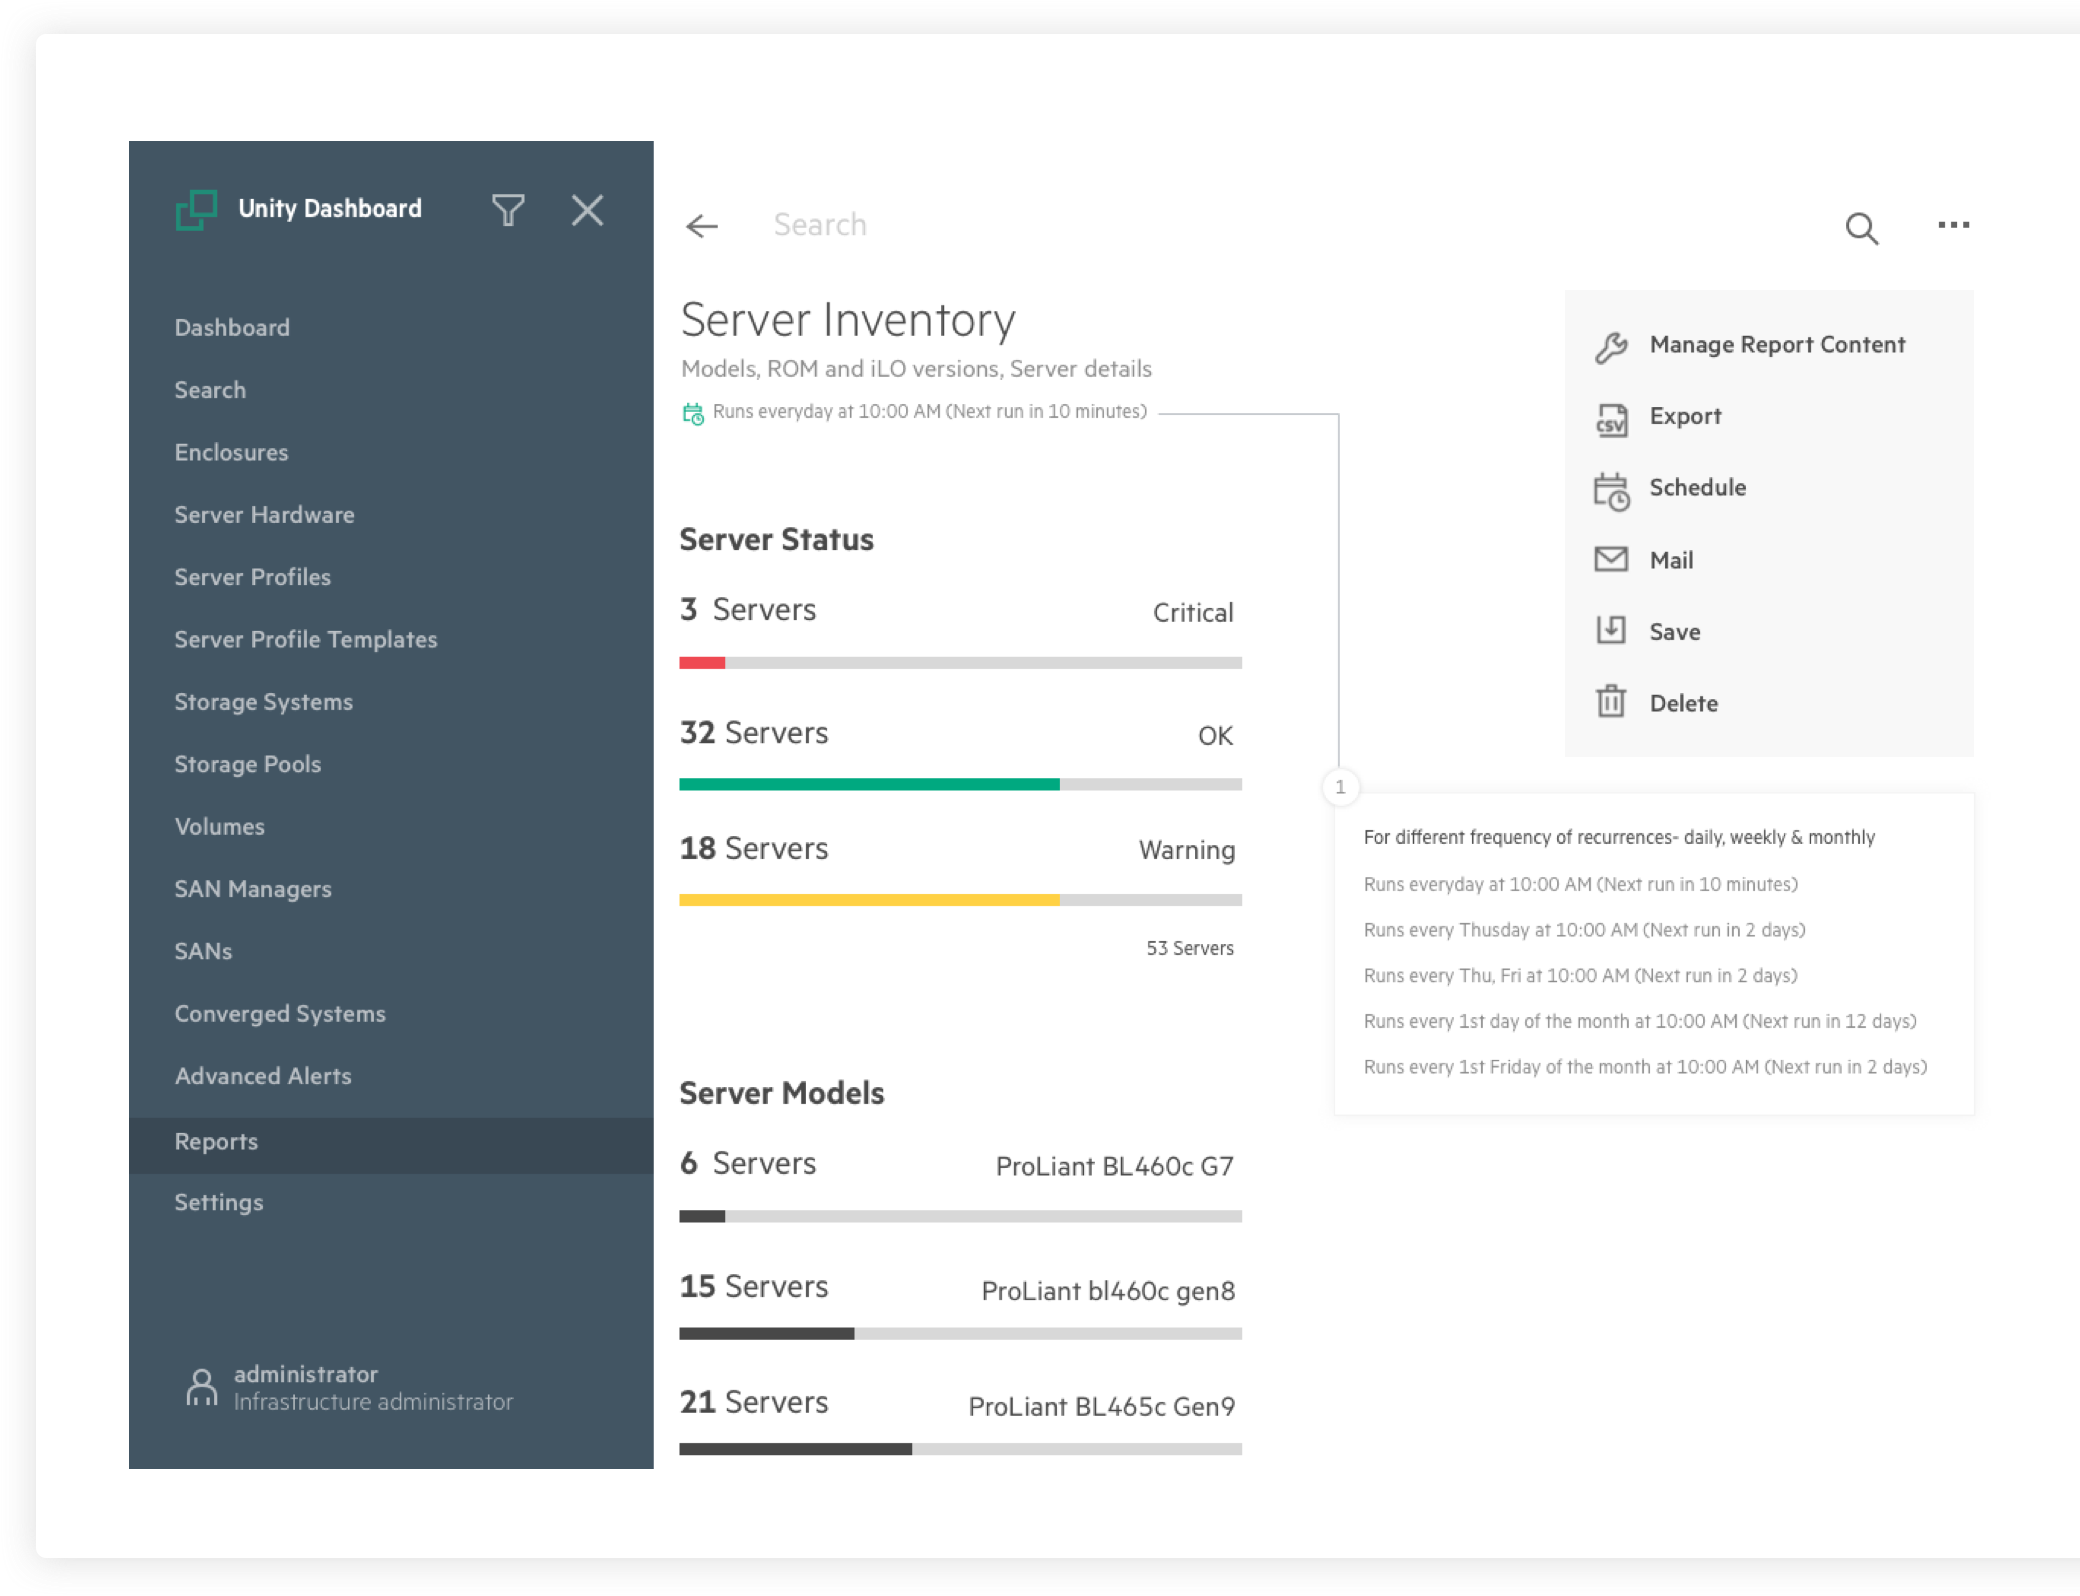 Unity Dashboard
Dashboard
Search
Enclosures
Server Hardware
Server Profiles
Server Profile Templates
Storage Systems
Storage Pools
Volumes
SAN Managers
SANs
Converged Systems
Advanced Alerts
Reports
Settings
administrator
Infrastructure administrator
Search
Server Inventory
Models, ROM and iLO versions, Server details
Runs everyday at 10:00 AM (Next run in 10 minutes)
Server Status
3 Servers Critical
32 Servers OK
18 Servers Warning
53 Servers
Server Models
6 Servers ProLiant BL460c G7
15 Servers ProLiant bl460c gen8
21 Servers ProLiant BL465c Gen9
Manage Report Content
CSV Export
Schedule
Mail
Save
Delete
1
For different frequency of recurrences- daily, weekly & monthly
Runs everyday at 10:00 AM (Next run in 10 minutes)
Runs every Thusday at 10:00 AM (Next run in 2 days)
Runs every Thu, Fri at 10:00 AM (Next run in 2 days)
Runs every 1st day of the month at 10:00 AM (Next run in 12 days)
Runs every 1st Friday of the month at 10:00 AM (Next run in 2 days)